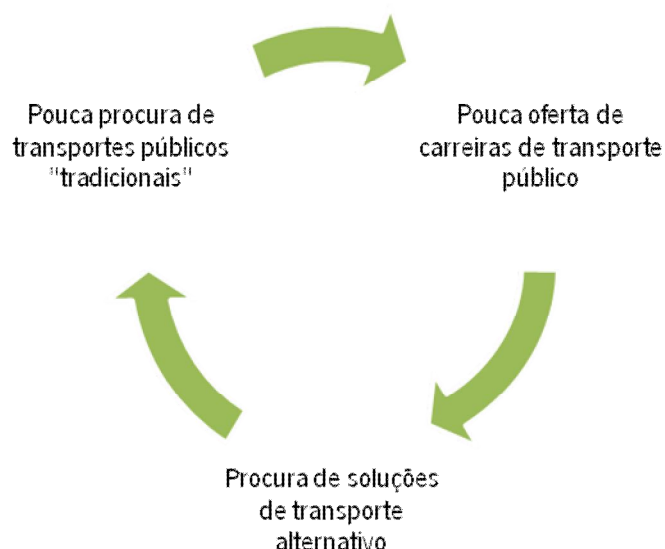 Pouca procura de
transportes públicos
"tradicionais"
Pouca oferta de
carreiras de transporte
público
Procura de soluções
de transporte
alternativo